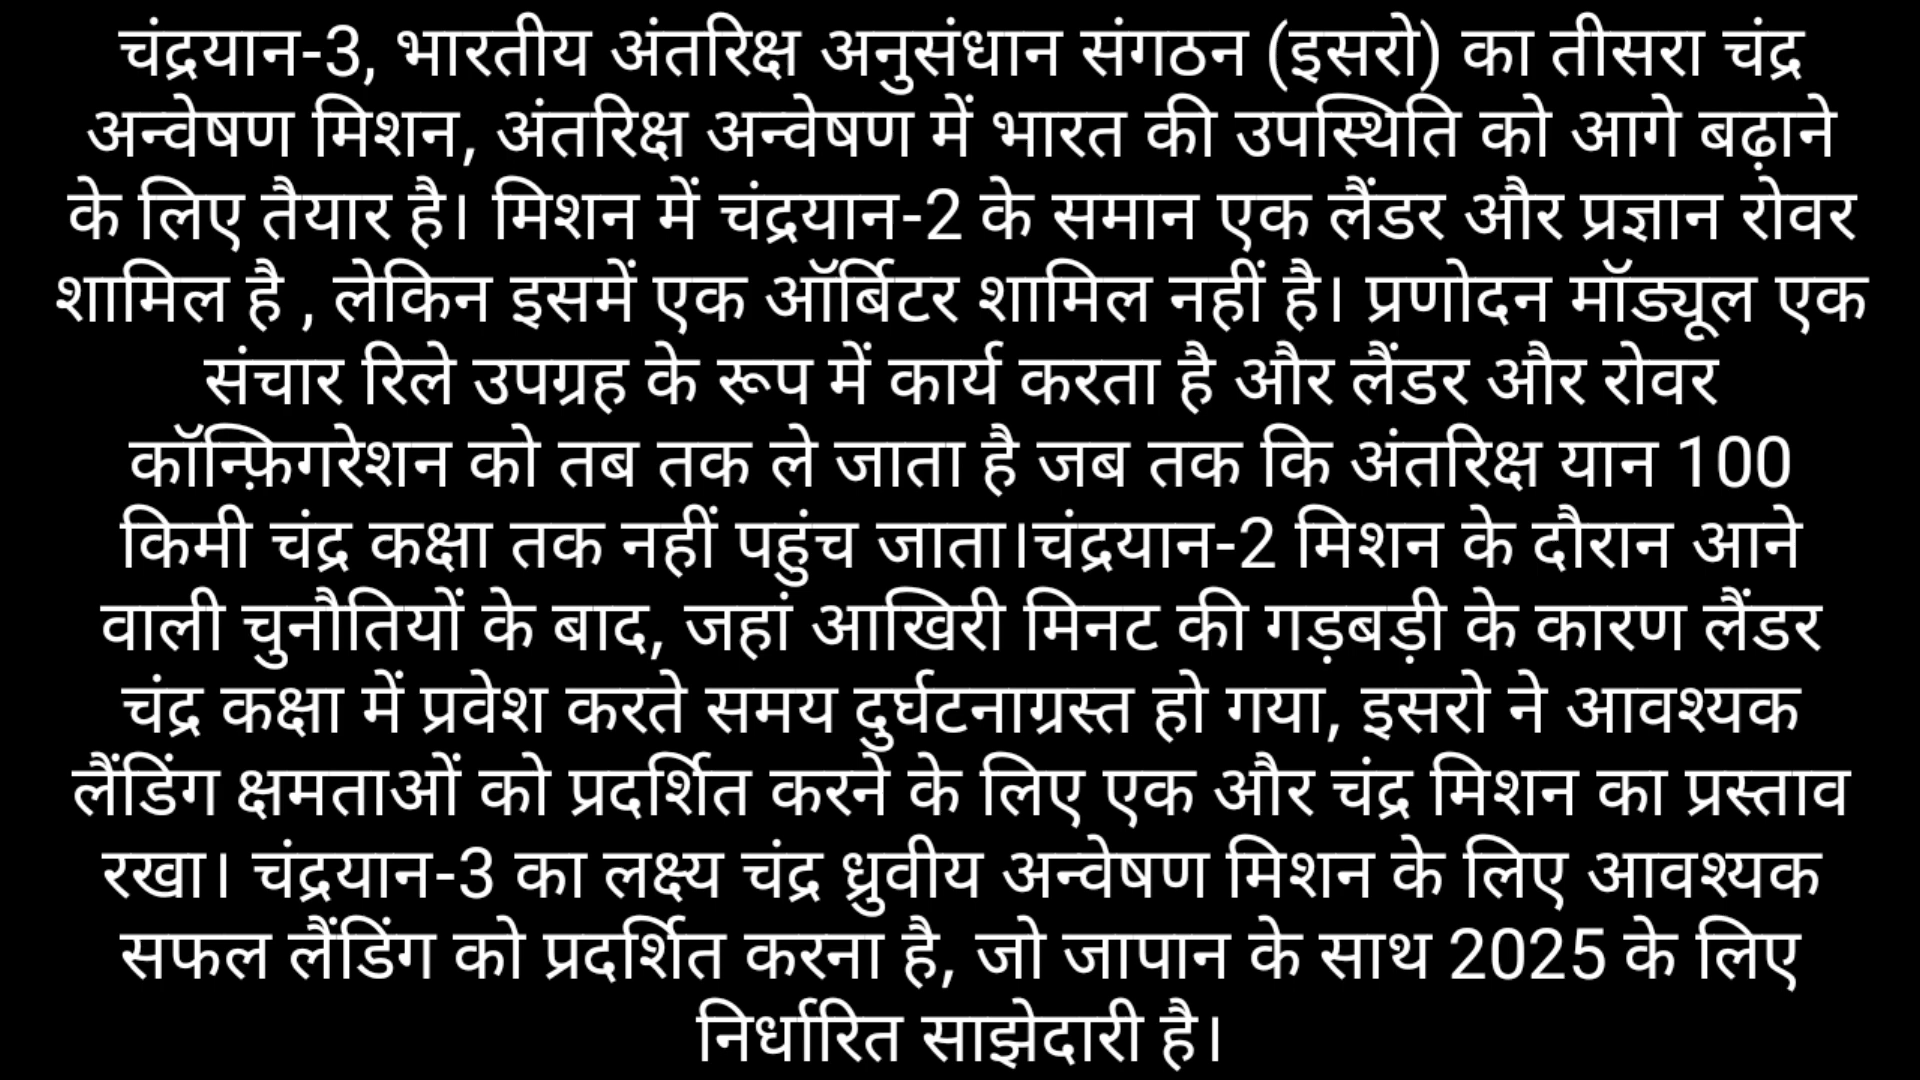 चंद्रयान-3, भारतीय अंतरिक्ष अनुसंधान संगठन (इसरो) का तीसरा चंद्र
अन्वेषण मिशन, अंतरिक्ष अन्वेषण में भारत की उपस्थिति को आगे बढ़ाने
के लिए तैयार है। मिशन में चंद्रयान-2 के समान एक लैंडर और प्रज्ञान रोवर
शामिल है , लेकिन इसमें एक ऑर्बिटर शामिल नहीं है। प्रणोदन मॉड्यूल एक
संचार रिले उपग्रह के रूप में कार्य करता है और लैंडर और रोवर
कॉन्फ़िगरेशन को तब तक ले जाता है जब तक कि अंतरिक्ष यान 100
किमी चंद्र कक्षा तक नहीं पहुंच जाता।चंद्रयान-2 मिशन के दौरान आने
वाली चुनौतियों के बाद, जहां आखिरी मिनट की गड़बड़ी के कारण लैंडर
चंद्र कक्षा में प्रवेश करते समय दुर्घटनाग्रस्त हो गया, इसरो ने आवश्यक
लैंडिंग क्षमताओं को प्रदर्शित करने के लिए एक और चंद्र मिशन का प्रस्ताव
रखा। चंद्रयान-3 का लक्ष्य चंद्र ध्रुवीय अन्वेषण मिशन के लिए आवश्यक
सफल लैंडिंग को प्रदर्शित करना है, जो जापान के साथ 2025 के लिए
निर्धारित साझेदारी है।